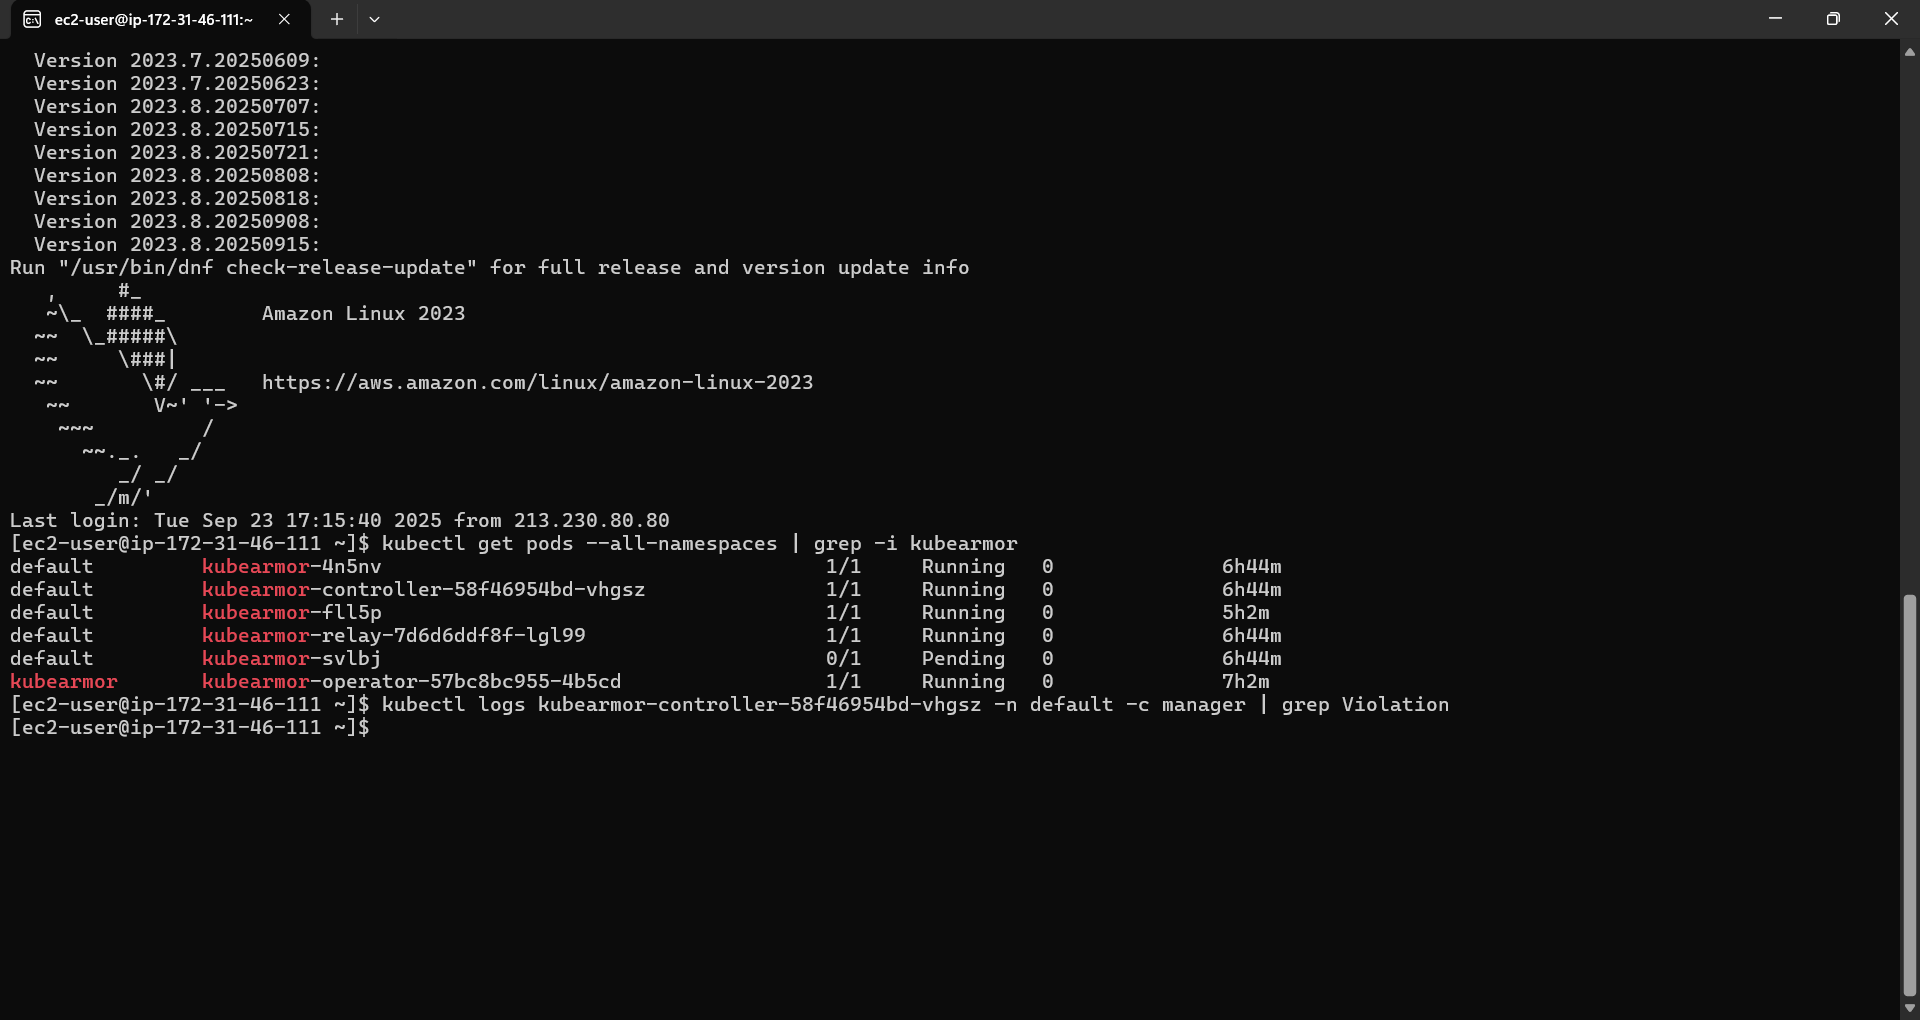 ec2-user@ip-172-31-46-111:~
  Version 2023.7.20250609:
  Version 2023.7.20250623:
  Version 2023.8.20250707:
  Version 2023.8.20250715:
  Version 2023.8.20250721:
  Version 2023.8.20250808:
  Version 2023.8.20250818:
  Version 2023.8.20250908:
  Version 2023.8.20250915:
Run "/usr/bin/dnf check-release-update" for full release and version update info
   ,     #_
   ~\_  ####_        Amazon Linux 2023
  ~~  \_#####\
  ~~     \###|
  ~~       \#/ ___   https://aws.amazon.com/linux/amazon-linux-2023
   ~~       V~' '->
    ~~~         /
      ~~._.   _/
         _/ _/
       _/m/'
Last login: Tue Sep 23 17:15:40 2025 from 213.230.80.80
[ec2-user@ip-172-31-46-111 ~]$ kubectl get pods --all-namespaces | grep -i kubearmor
default         kubearmor-4n5nv                                     1/1     Running   0              6h44m
default         kubearmor-controller-58f46954bd-vhgsz               1/1     Running   0              6h44m
default         kubearmor-fll5p                                     1/1     Running   0              5h2m
default         kubearmor-relay-7d6d6ddf8f-lgl99                    1/1     Running   0              6h44m
default         kubearmor-svlbj                                     0/1     Pending   0              6h44m
kubearmor       kubearmor-operator-57bc8bc955-4b5cd                 1/1     Running   0              7h2m
[ec2-user@ip-172-31-46-111 ~]$ kubectl logs kubearmor-controller-58f46954bd-vhgsz -n default -c manager | grep Violation
[ec2-user@ip-172-31-46-111 ~]$